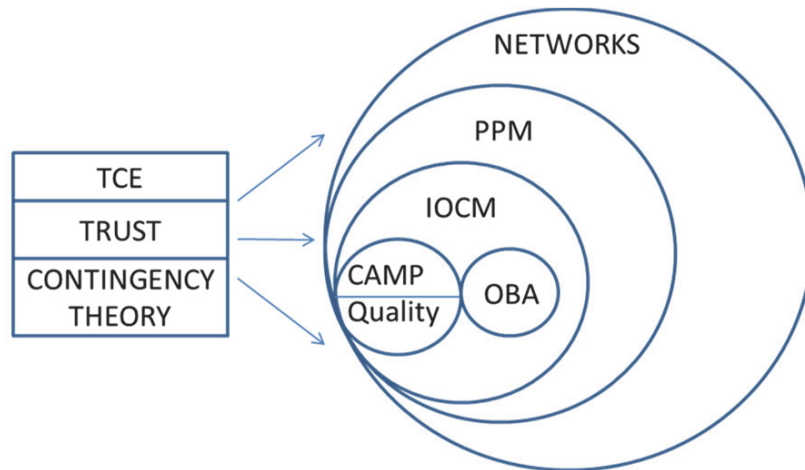 TCE
TRUST
CONTINGENCY
THEORY
NETWORKS
PPM
IOCM
CAMP
Quality
OBA